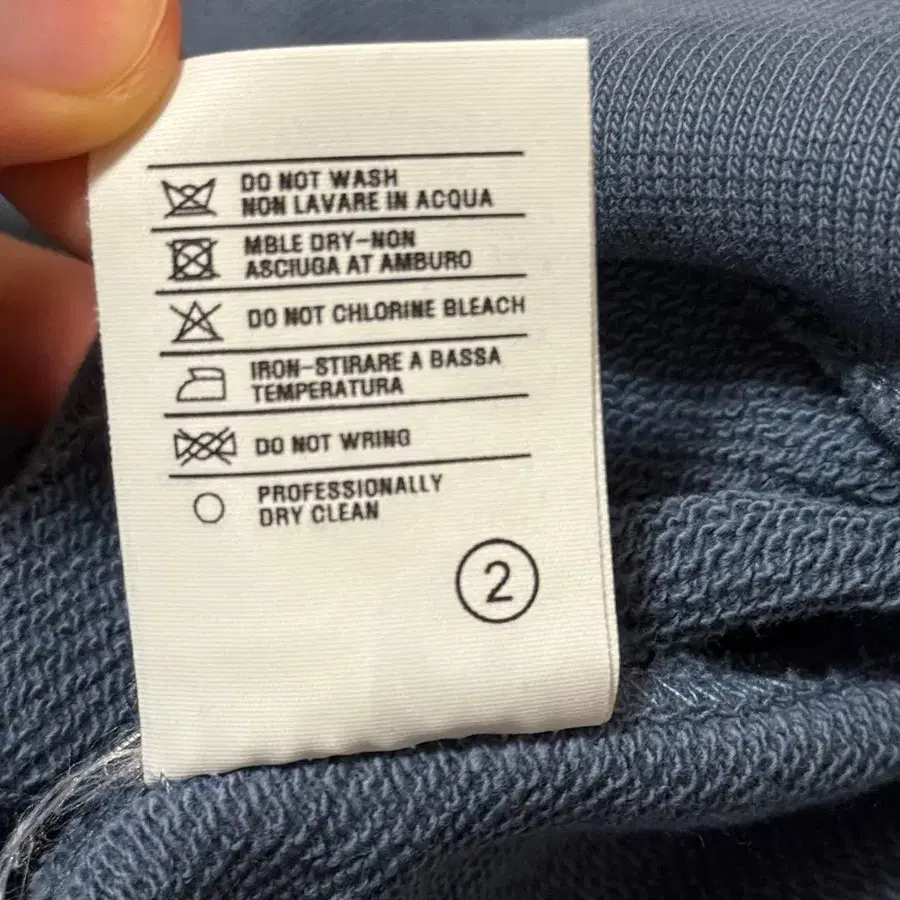 DO NOT WASH
NON LAVARE IN ACQUA
MBLE DRY-NON
ASCIUGA AT AMBURO
DO NOT CHLORINE BLEACH
IRON-STIRARE A BASSA
TEMPERATURA
DO NOT WRING
PROFESSIONALLY
DRY CLEAN
2